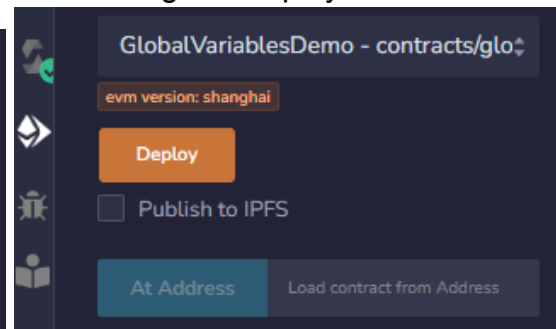 GlobalVariablesDemo - contracts/glo
evm version: shanghai
Deploy
Publish to IPFS
At Address
Load contract from Address